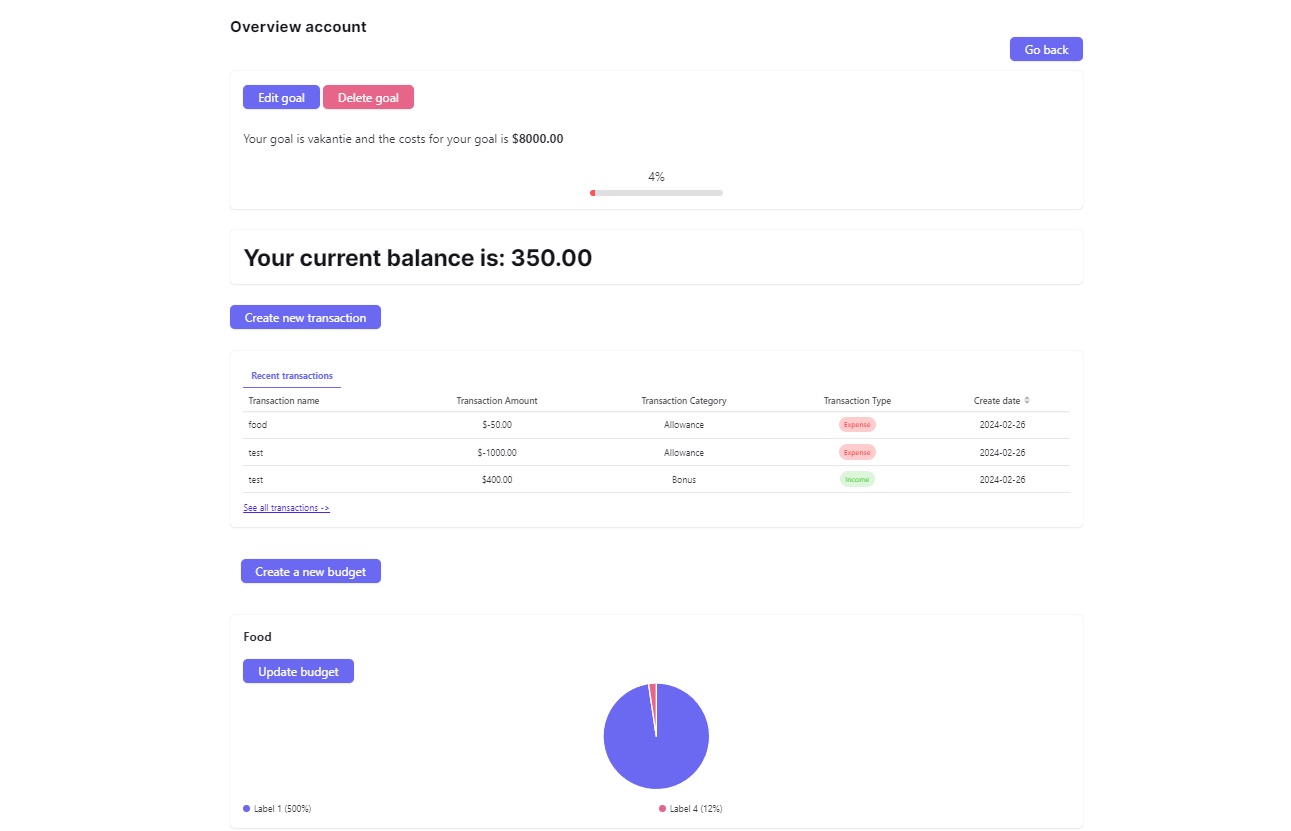 Overview account
Go back
Edit goal Delete goal
Your goal is vakantie and the costs for your goal is $8000.00
4%
Your current balance is: 350.00
Create new transaction
Recent transactions
Transaction name Transaction Amount Transaction Category Transaction Type Create date
food $-50.00 Allowance Expense 2024-02-26
test $-1000.00 Allowance Expense 2024-02-26
test $400.00 Bonus Income 2024-02-26
See all transactions ->
Create a new budget
Food
Update budget
Label 1 (500%) Label 4 (12%)